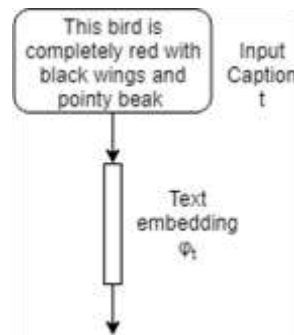 This bird is
completely red with
black wings and
pointy beak
Input
Caption
t
Text
embedding
φt